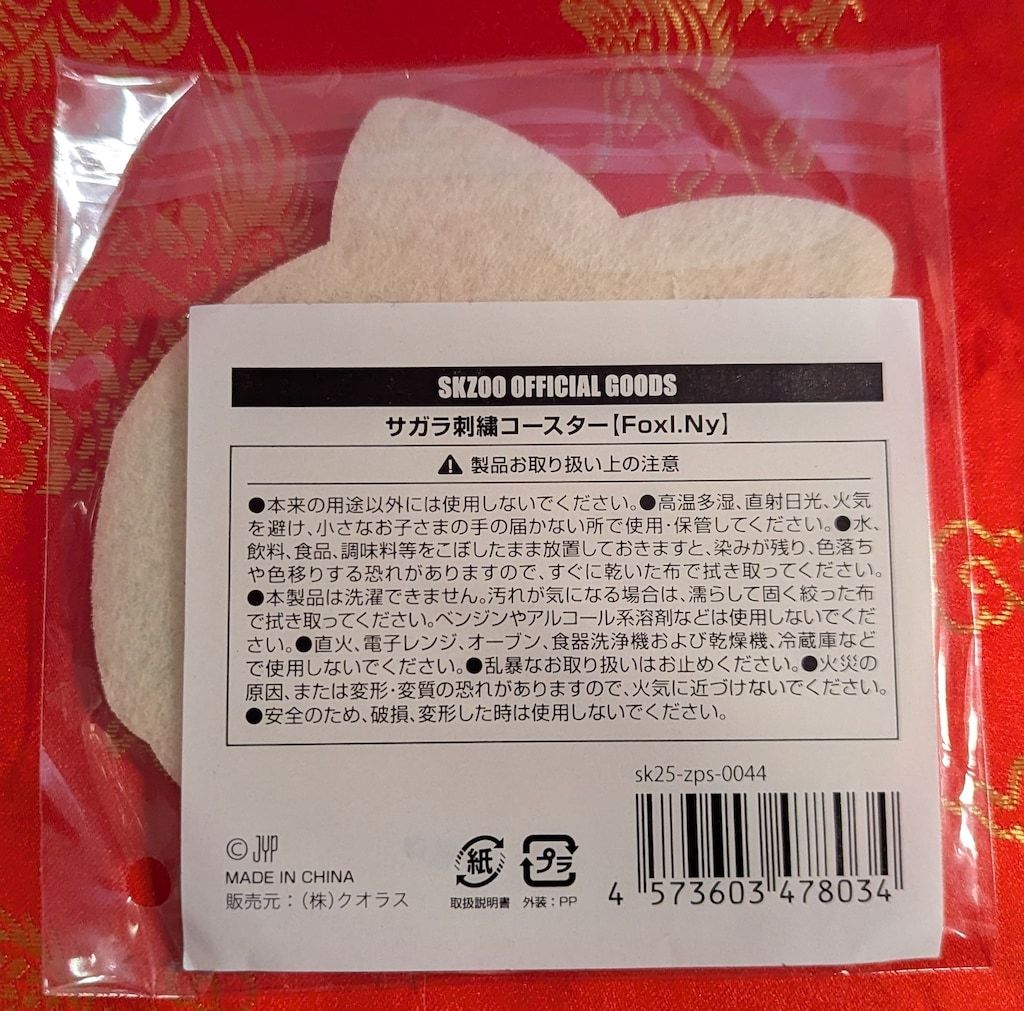 SKZOO OFFICIAL GOODS
サガラ刺繍コースター【FoxI.Ny】
製品お取り扱い上の注意
●本来の用途以外には使用しないでください。●高温多湿、直射日光、火気
を避け、小さなお子さまの手の届かない所で使用・保管してください。●水、
飲料、食品、調味料等をこぼしたまま放置しておきますと、染みが残り、色落ち
や色移りする恐れがありますので、すぐに乾いた布で拭き取ってください。
●本製品は洗濯できません。汚れが気になる場合は、濡らして固く絞った布
で拭き取ってください。ベンジンやアルコール系溶剤などは使用しないでくだ
さい。●直火、電子レンジ、オーブン、食器洗浄機および乾燥機、冷蔵庫など
で使用しないでください。●乱暴なお取り扱いはお止めください。●火災の
原因、または変形・変質の恐れがありますので、火気に近づけないでください。
●安全のため、破損、変形した時は使用しないでください。
sk25-zps-0044
© JYP
MADE IN CHINA
販売元：（株）クオラス
紙
取扱説明書
プラ
外装：PP
4 573603 478034